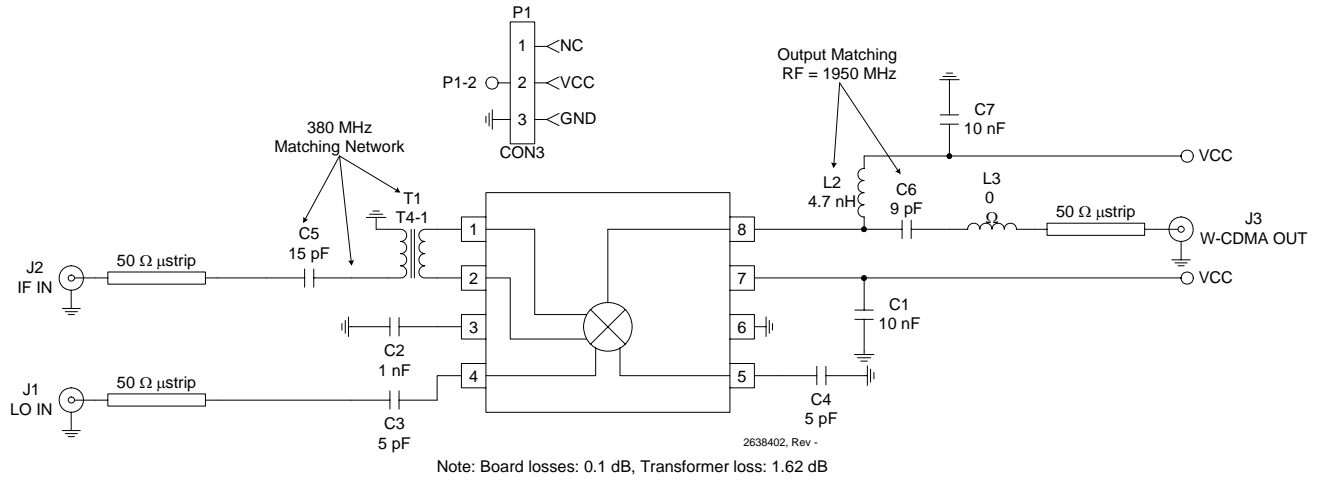 P1
1
NC
P1-2
2
VCC
3
GND
CON3
Output Matching
RF = 1950 MHz
C7
10 nF
VCC
380 MHz
Matching Network
T1
T4-1
C5
15 pF
L2
4.7 nH
C6
9 pF
L3
0
Ω
50 Ω µstrip
J3
W-CDMA OUT
1
8
J2
IF IN
50 Ω µstrip
2
7
VCC
C1
10 nF
3
6
C2
1 nF
J1
LO IN
50 Ω µstrip
4
5
C3
5 pF
C4
5 pF
2638402, Rev -
Note: Board losses: 0.1 dB, Transformer loss: 1.62 dB